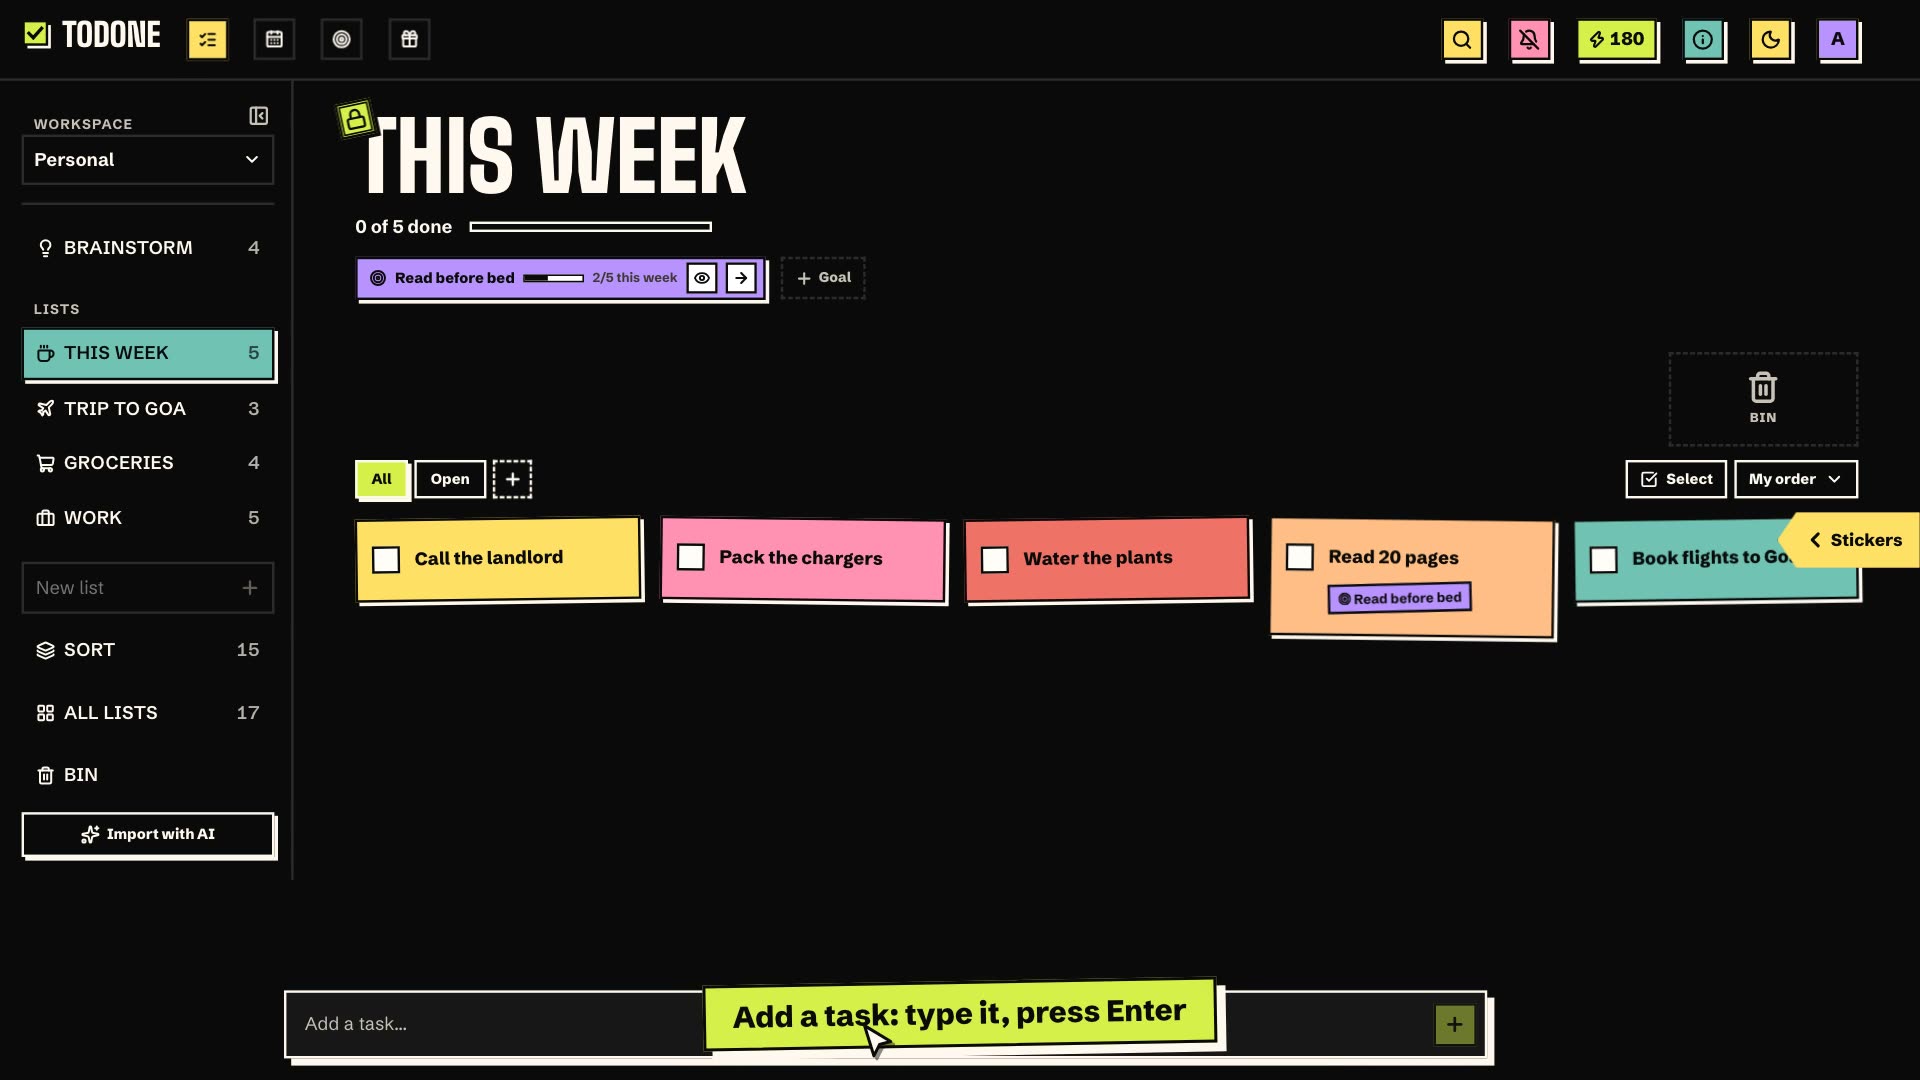 TODONE
180
A
WORKSPACE
Personal
BRAINSTORM 4
LISTS
THIS WEEK 5
TRIP TO GOA 3
GROCERIES 4
WORK 5
New list
SORT 15
ALL LISTS 17
BIN
Import with AI
THIS WEEK
0 of 5 done
Read before bed 2/5 this week
Goal
BIN
All Open
Select My order
Call the landlord
Pack the chargers
Water the plants
Read 20 pages
Read before bed
Book flights to
Stickers
Add a task...
Add a task: type it, press Enter